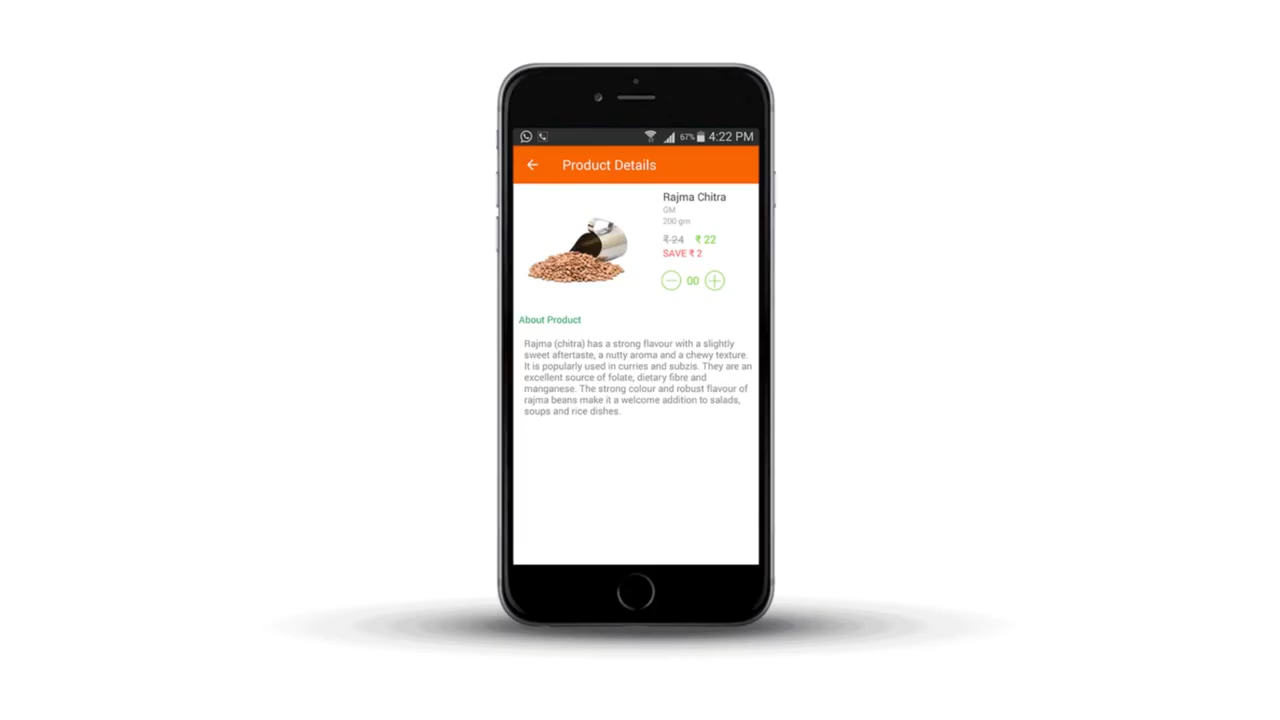 67% 4:22 PM
Product Details
Rajma Chitra
GM
200 gm
₹ 24 ₹ 22
SAVE ₹ 2
00
About Product
Rajma (chitra) has a strong flavour with a slightly
sweet aftertaste, a nutty aroma and a chewy texture.
It is popularly used in curries and subzis. They are an
excellent source of folate, dietary fibre and
manganese. The strong colour and robust flavour of
rajma beans make it a welcome addition to salads,
soups and rice dishes.